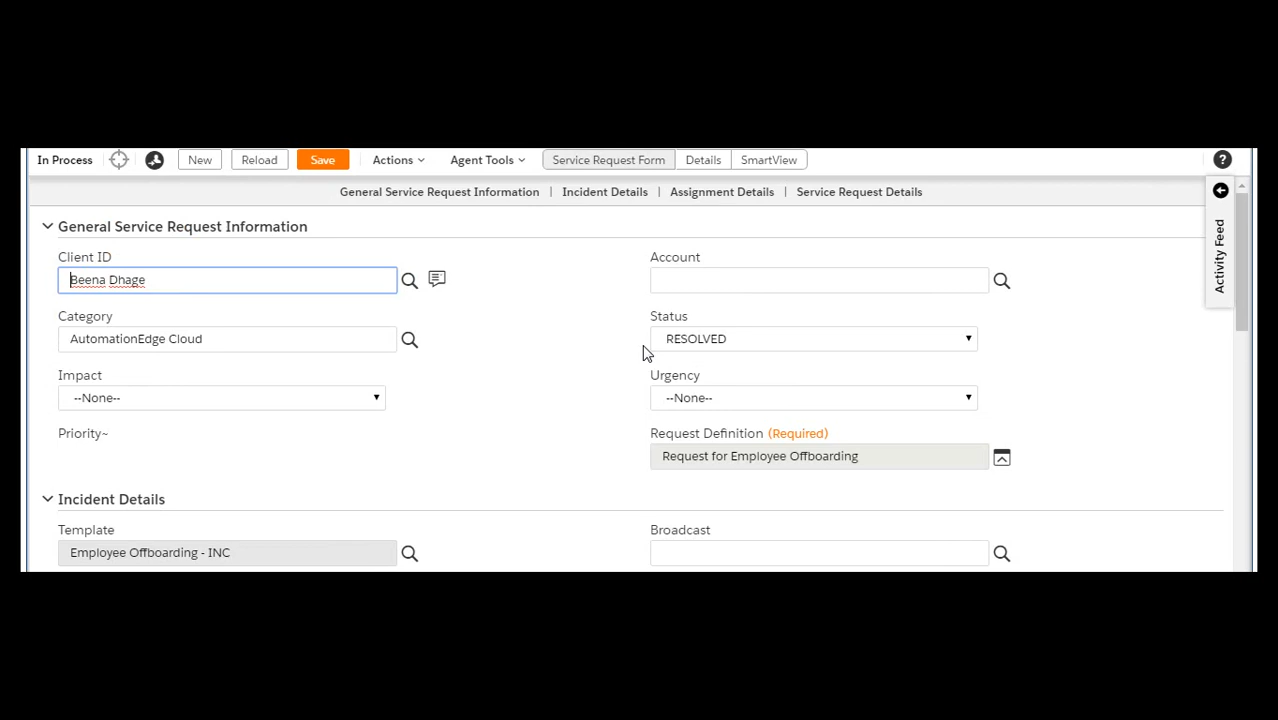 In Process New Reload Save Actions Agent Tools Service Request Form Details SmartView ?
General Service Request Information | Incident Details | Assignment Details | Service Request Details
Activity Feed
General Service Request Information
Client ID Account
Beena Dhage
Category Status
AutomationEdge Cloud RESOLVED
Impact Urgency
--None-- --None--
Priority~ Request Definition (Required)
Request for Employee Offboarding
Incident Details
Template Broadcast
Employee Offboarding - INC